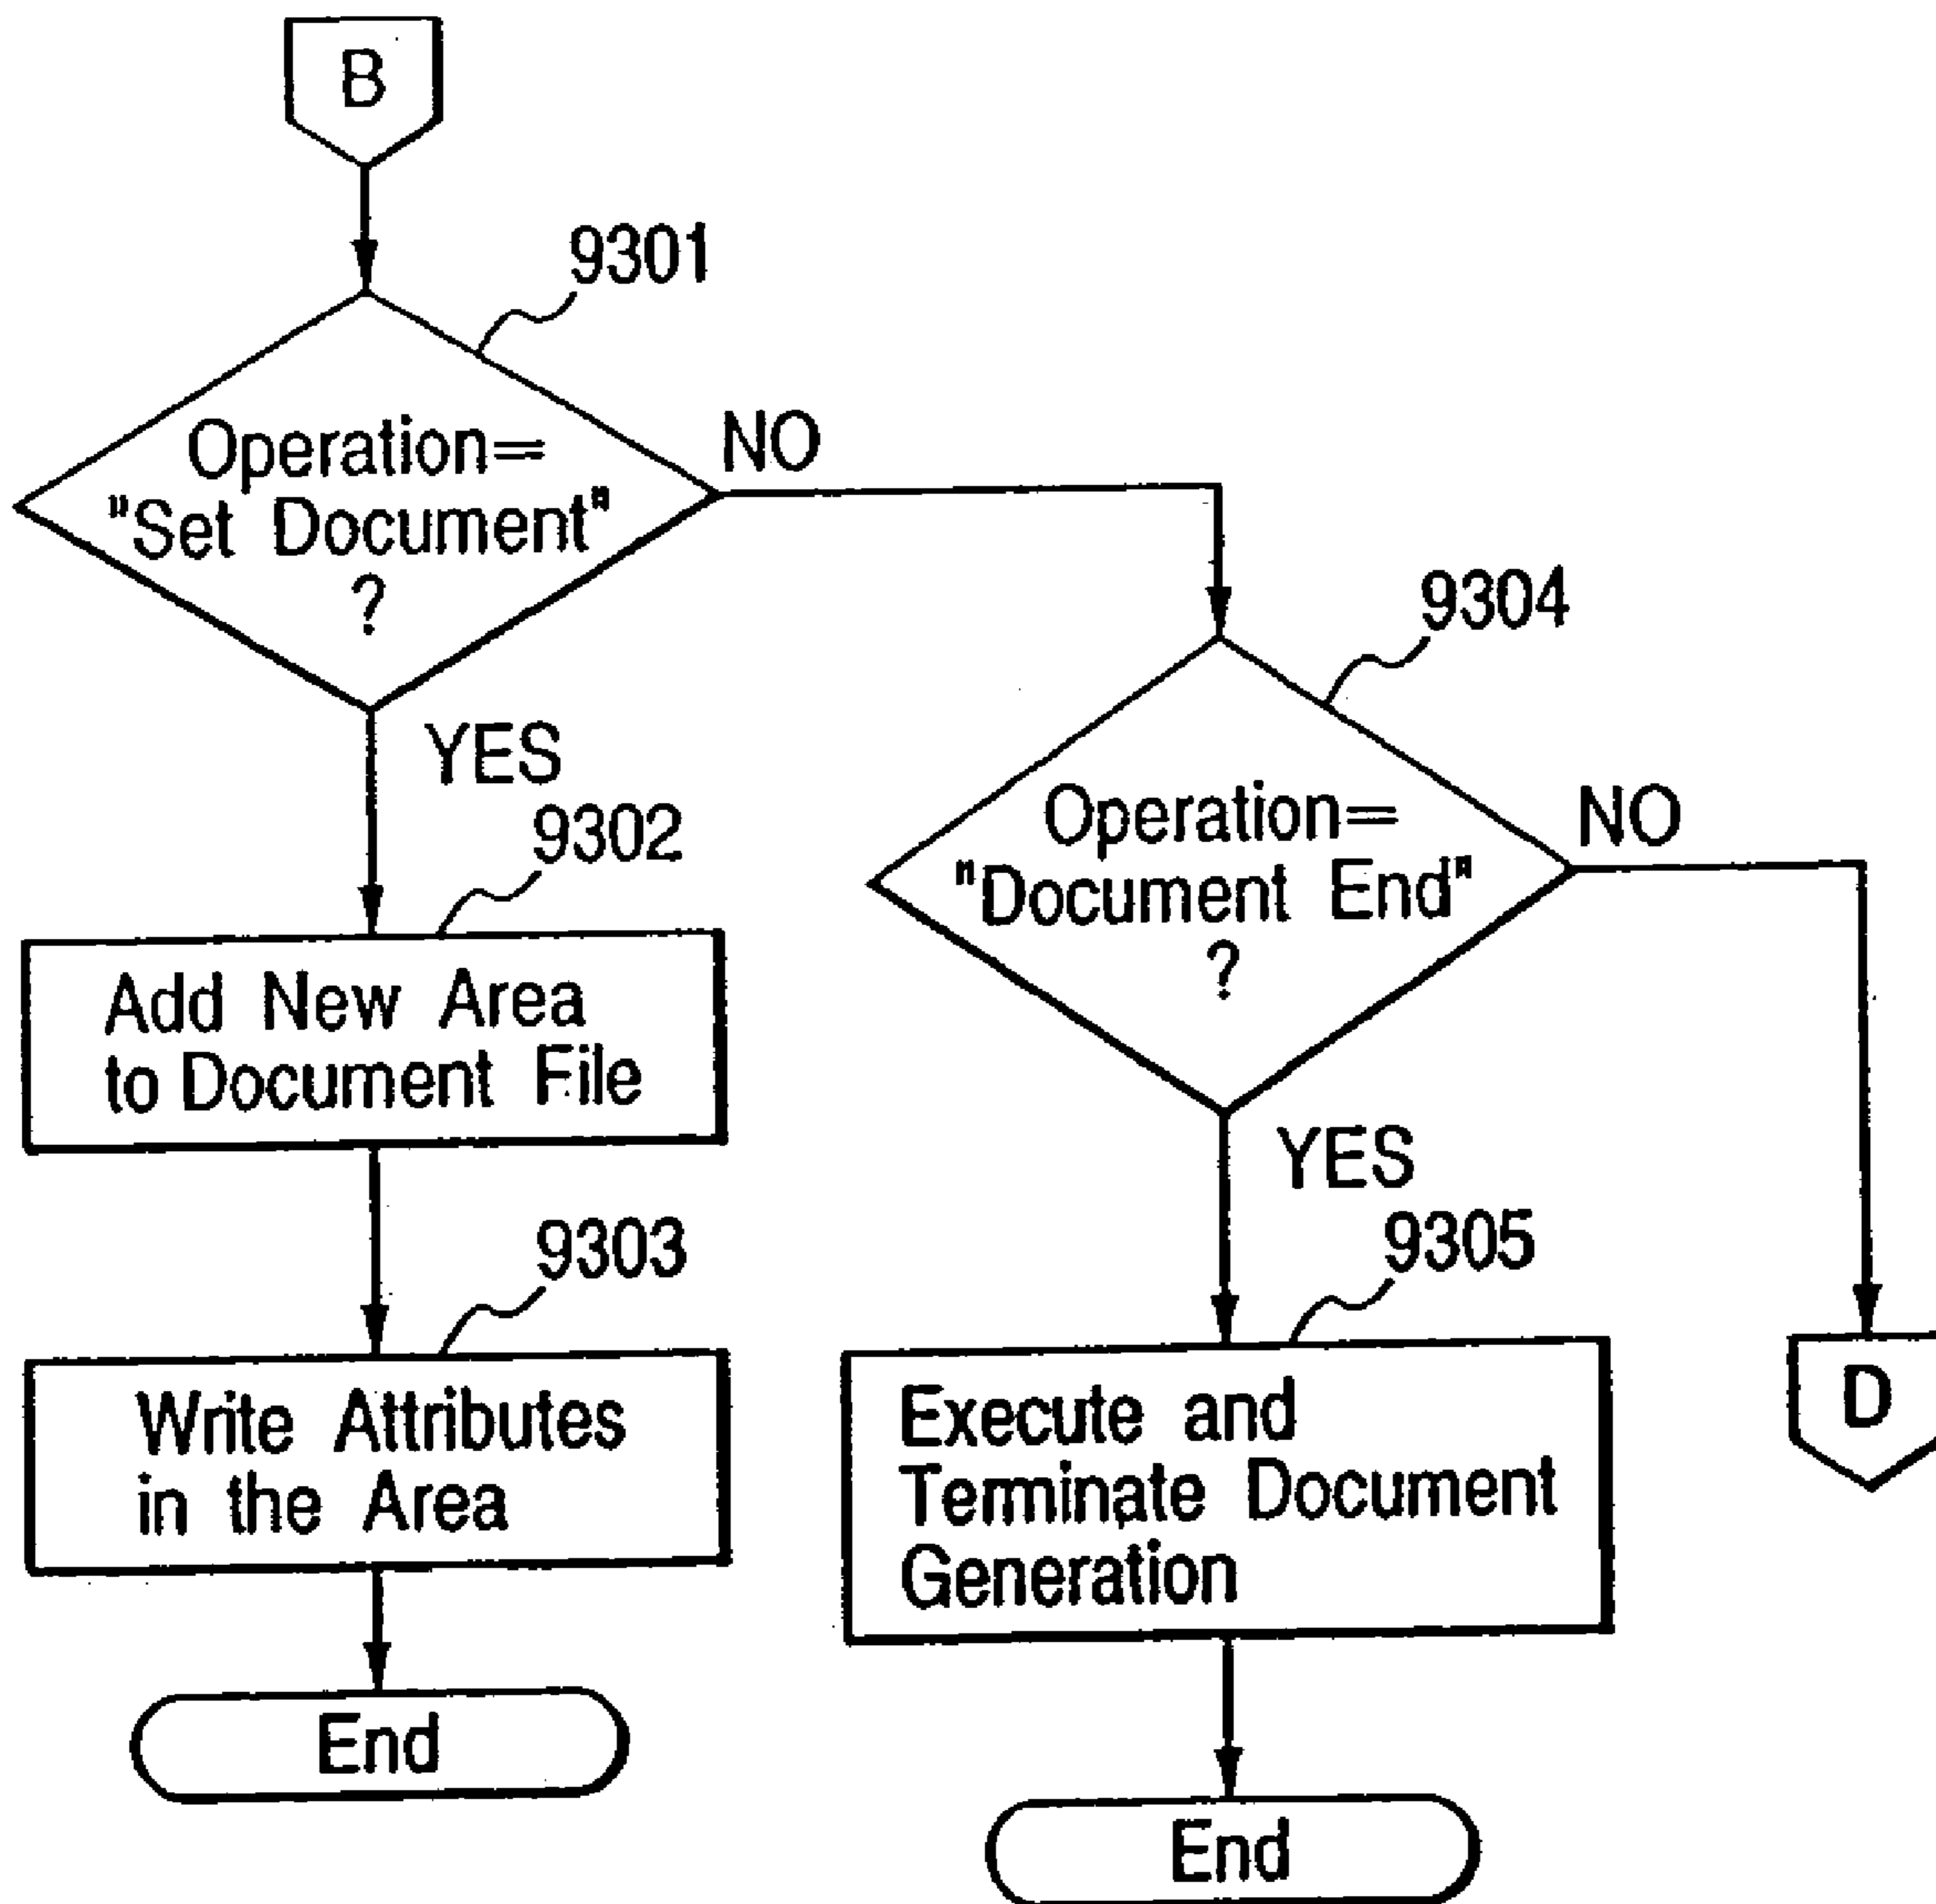 B
9301
Operation=
"Set Document"
?
NO
YES
9302
Add New Area
to Document File
9303
Write Attributes
in the Area
End
9304
Operation=
"Document End"
?
NO
YES
9305
Execute and
Terminate Document
Generation
End
D